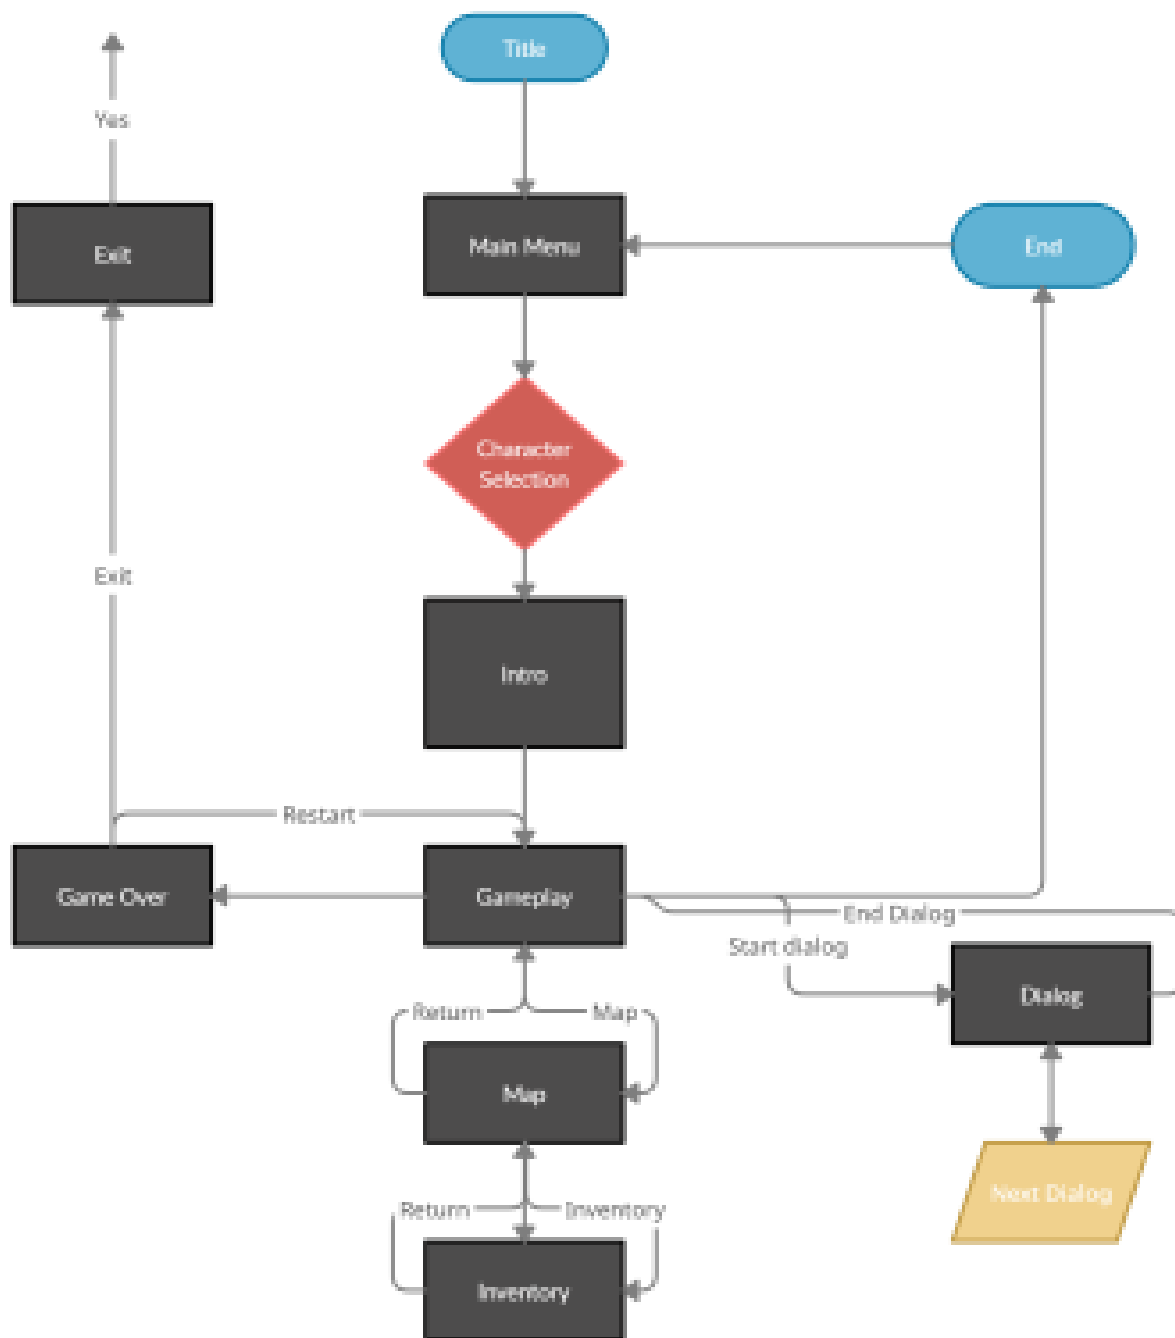 Title
Yes
Exit
Main Menu
End
Character
Selection
Exit
Intro
Restart
Game Over
Gameplay
End Dialog
Start dialog
Dialog
Return
Map
Map
Next Dialog
Return
Inventory
Inventory